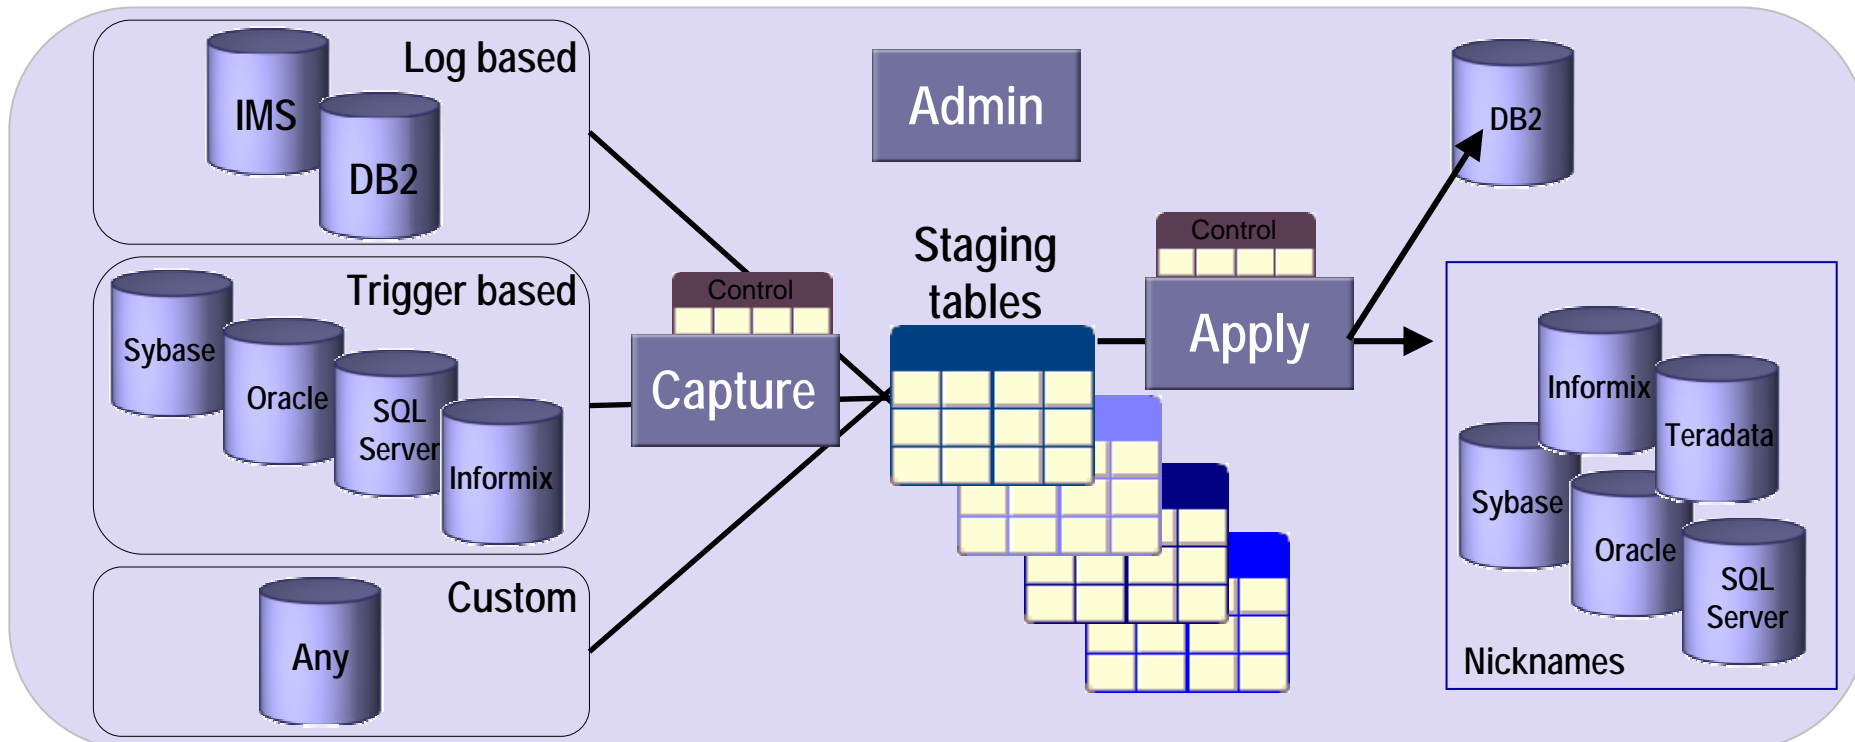 Log based
IMS
DB2
Trigger based
Sybase
Oracle
SQL
Server
Informix
Custom
Any
Control
Capture
Admin
Staging
tables
Control
Apply
DB2
Informix
Teradata
Sybase
Oracle
SQL
Server
Nicknames